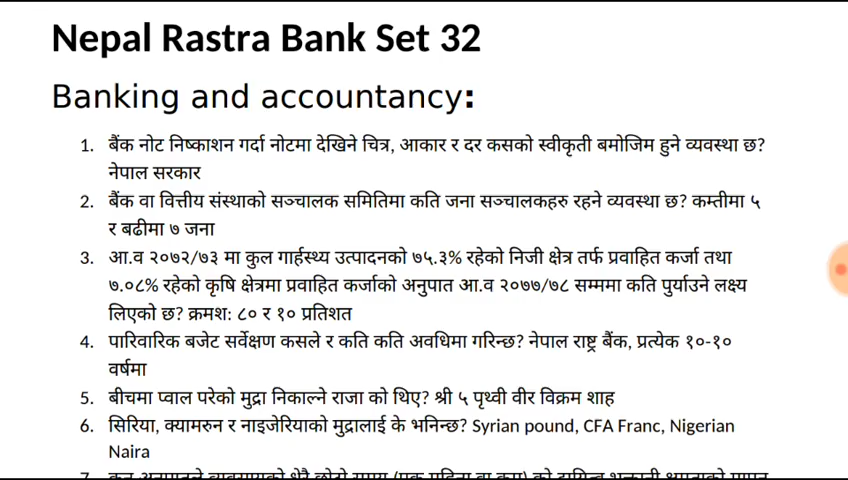 Nepal Rastra Bank Set 32
Banking and accountancy:
1. बैंक नोट निष्काशन गर्दा नोटमा देखिने चित्र, आकार र दर कसको स्वीकृती बमोजिम हुने व्यवस्था छ?
नेपाल सरकार
2. बैंक वा वित्तीय संस्थाको सञ्चालक समितिमा कति जना सञ्चालकहरु रहने व्यवस्था छ? कम्तीमा ५
र बढीमा ७ जना
3. आ.व २०७२/७३ मा कुल गार्हस्थ्य उत्पादनको ७५.३% रहेको निजी क्षेत्र तर्फ प्रवाहित कर्जा तथा
७.०८% रहेको कृषि क्षेत्रमा प्रवाहित कर्जाको अनुपात आ.व २०७७/७८ सम्ममा कति पुर्याउने लक्ष्य
लिएको छ? क्रमश: ८० र १० प्रतिशत
4. पारिवारिक बजेट सर्वेक्षण कसले र कति कति अवधिमा गरिन्छ? नेपाल राष्ट्र बैंक, प्रत्येक १०-१०
वर्षमा
5. बीचमा प्वाल परेको मुद्रा निकाल्ने राजा को थिए? श्री ५ पृथ्वी वीर विक्रम शाह
6. सिरिया, क्यामरुन र नाइजेरियाको मुद्रालाई के भनिन्छ? Syrian pound, CFA Franc, Nigerian
Naira
7.